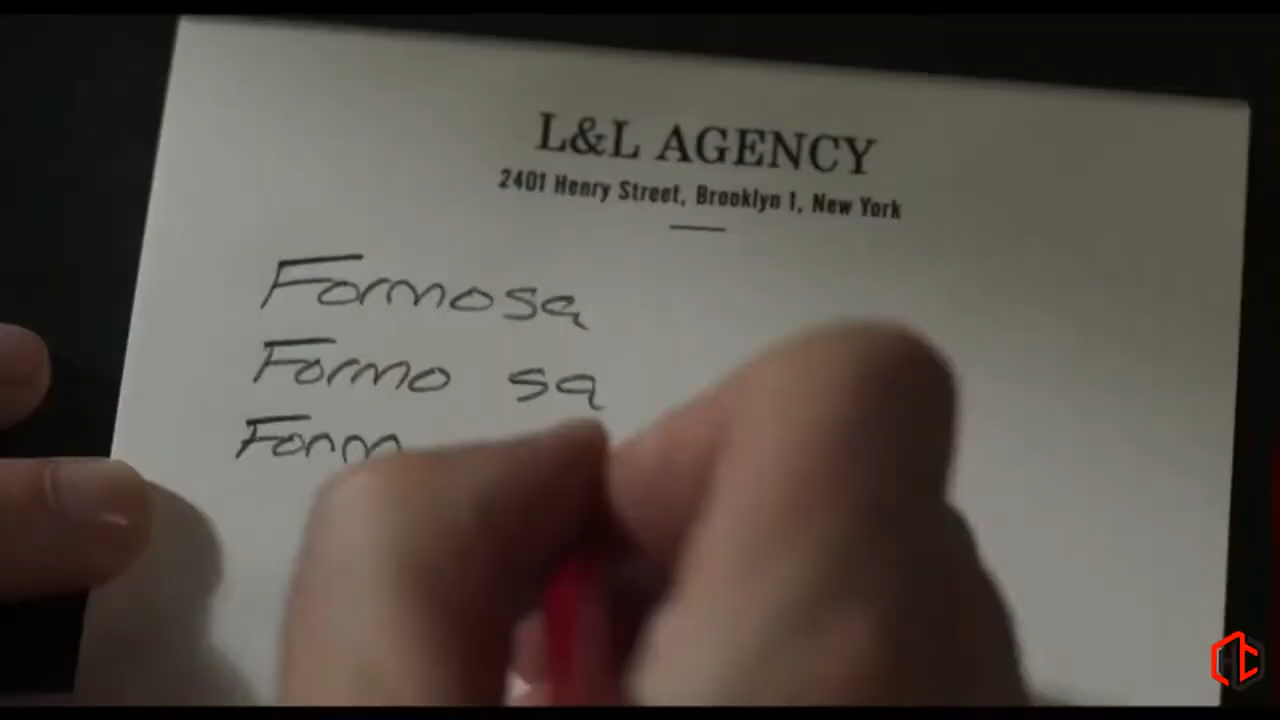 L&L AGENCY
2401 Henry Street, Brooklyn 1, New York
Formosa
Formo sa
Form